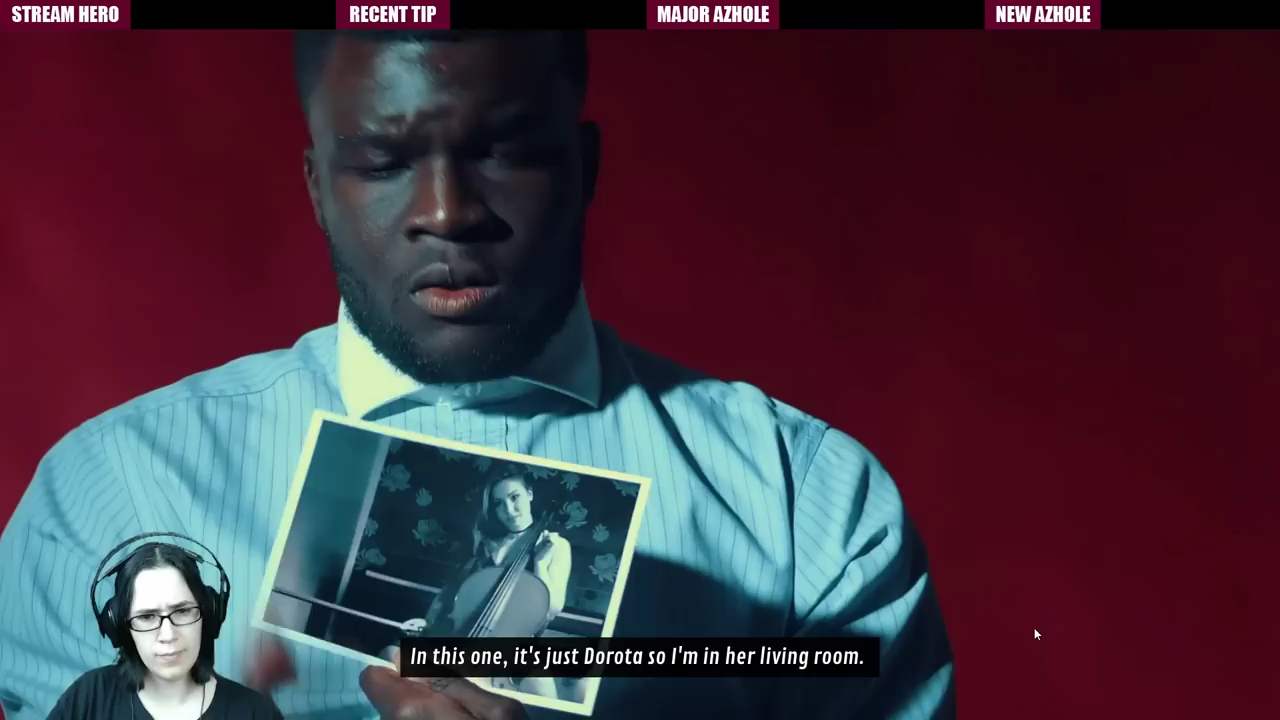 STREAM HERO
RECENT TIP
MAJOR AZHOLE
NEW AZHOLE
In this one, it's just Dorota so I'm in her living room.